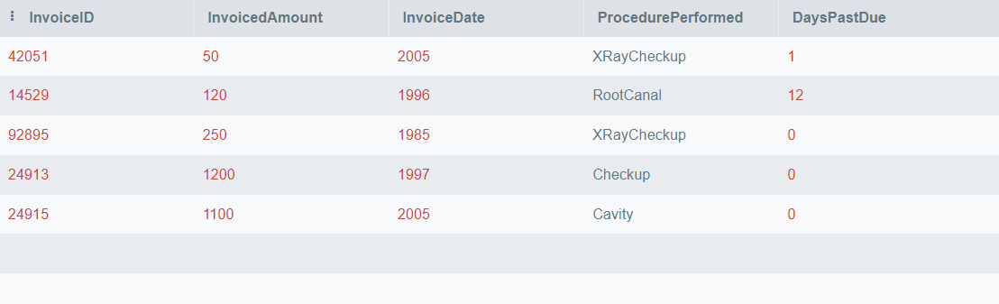 InvoiceID InvoicedAmount InvoiceDate ProcedurePerformed DaysPastDue
42051 50 2005 XRayCheckup 1
14529 120 1996 RootCanal 12
92895 250 1985 XRayCheckup 0
24913 1200 1997 Checkup 0
24915 1100 2005 Cavity 0